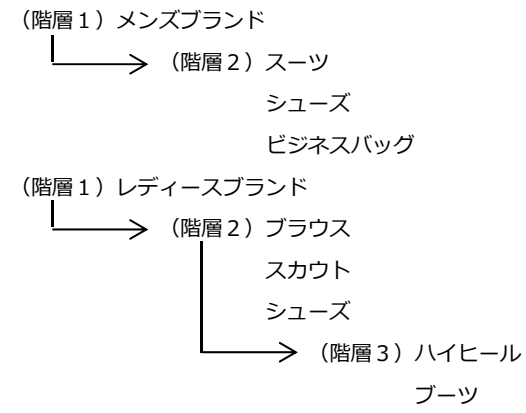 （階層１）メンズブランド
（階層２）スーツ
シューズ
ビジネスバッグ
（階層１）レディースブランド
（階層２）ブラウス
スカウト
シューズ
（階層３）ハイヒール
ブーツ